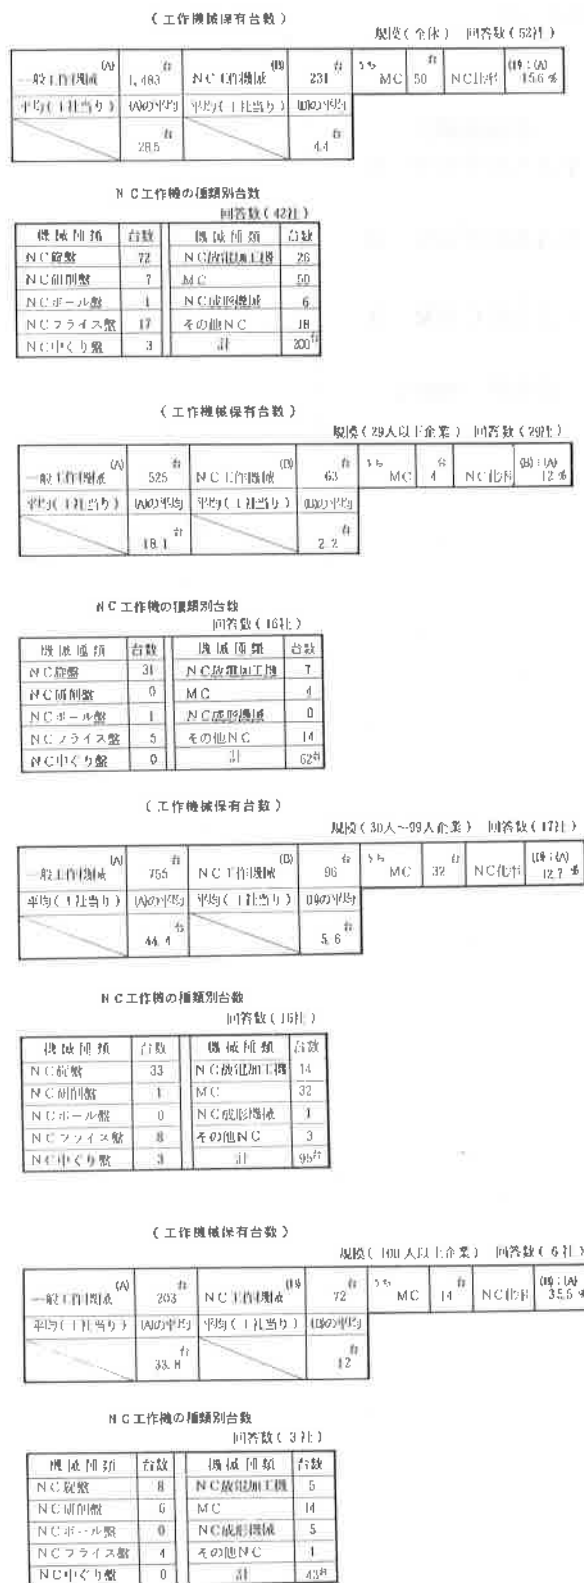 （工作機械保有台数）
規模（全体） 回答数（52社）
一般工作機械 (A) 1,483台 NC工作機械 (B) 231台 うち MC 50台 NC化率 (B)÷(A) 15.6%
平均（1社当り） (A)の平均 平均（1社当り） (B)の平均
28.5台 4.4台
NC工作機の種類別台数
回答数（42社）
機械種類 台数 機械種類 台数
NC旋盤 72 NC放電加工機 26
NC研削盤 7 MC 50
NCボール盤 1 NC成形機械 6
NCフライス盤 17 その他NC 18
NC中ぐり盤 3 計 200台
（工作機械保有台数）
規模（29人以下企業） 回答数（29社）
一般工作機械 (A) 525台 NC工作機械 (B) 63台 うち MC 4台 NC化率 (B)÷(A) 12%
平均（1社当り） (A)の平均 平均（1社当り） (B)の平均
18.1台 2.2台
NC工作機の種類別台数
回答数（16社）
機械種類 台数 機械種類 台数
NC旋盤 31 NC放電加工機 7
NC研削盤 0 MC 4
NCボール盤 1 NC成形機械 0
NCフライス盤 5 その他NC 14
NC中ぐり盤 0 計 62台
（工作機械保有台数）
規模（30人～99人企業） 回答数（17社）
一般工作機械 (A) 755台 NC工作機械 (B) 96台 うち MC 32台 NC化率 (B)÷(A) 12.7%
平均（1社当り） (A)の平均 平均（1社当り） (B)の平均
44.4台 5.6台
NC工作機の種類別台数
回答数（16社）
機械種類 台数 機械種類 台数
NC旋盤 33 NC放電加工機 14
NC研削盤 1 MC 32
NCボール盤 0 NC成形機械 1
NCフライス盤 8 その他NC 3
NC中ぐり盤 3 計 95台
（工作機械保有台数）
規模（100人以上企業） 回答数（6社）
一般工作機械 (A) 203台 NC工作機械 (B) 72台 うち MC 14台 NC化率 (B)÷(A) 35.5%
平均（1社当り） (A)の平均 平均（1社当り） (B)の平均
33.8台 12台
NC工作機の種類別台数
回答数（3社）
機械種類 台数 機械種類 台数
NC旋盤 8 NC放電加工機 5
NC研削盤 6 MC 14
NCボール盤 0 NC成形機械 5
NCフライス盤 4 その他NC 1
NC中ぐり盤 0 計 43台